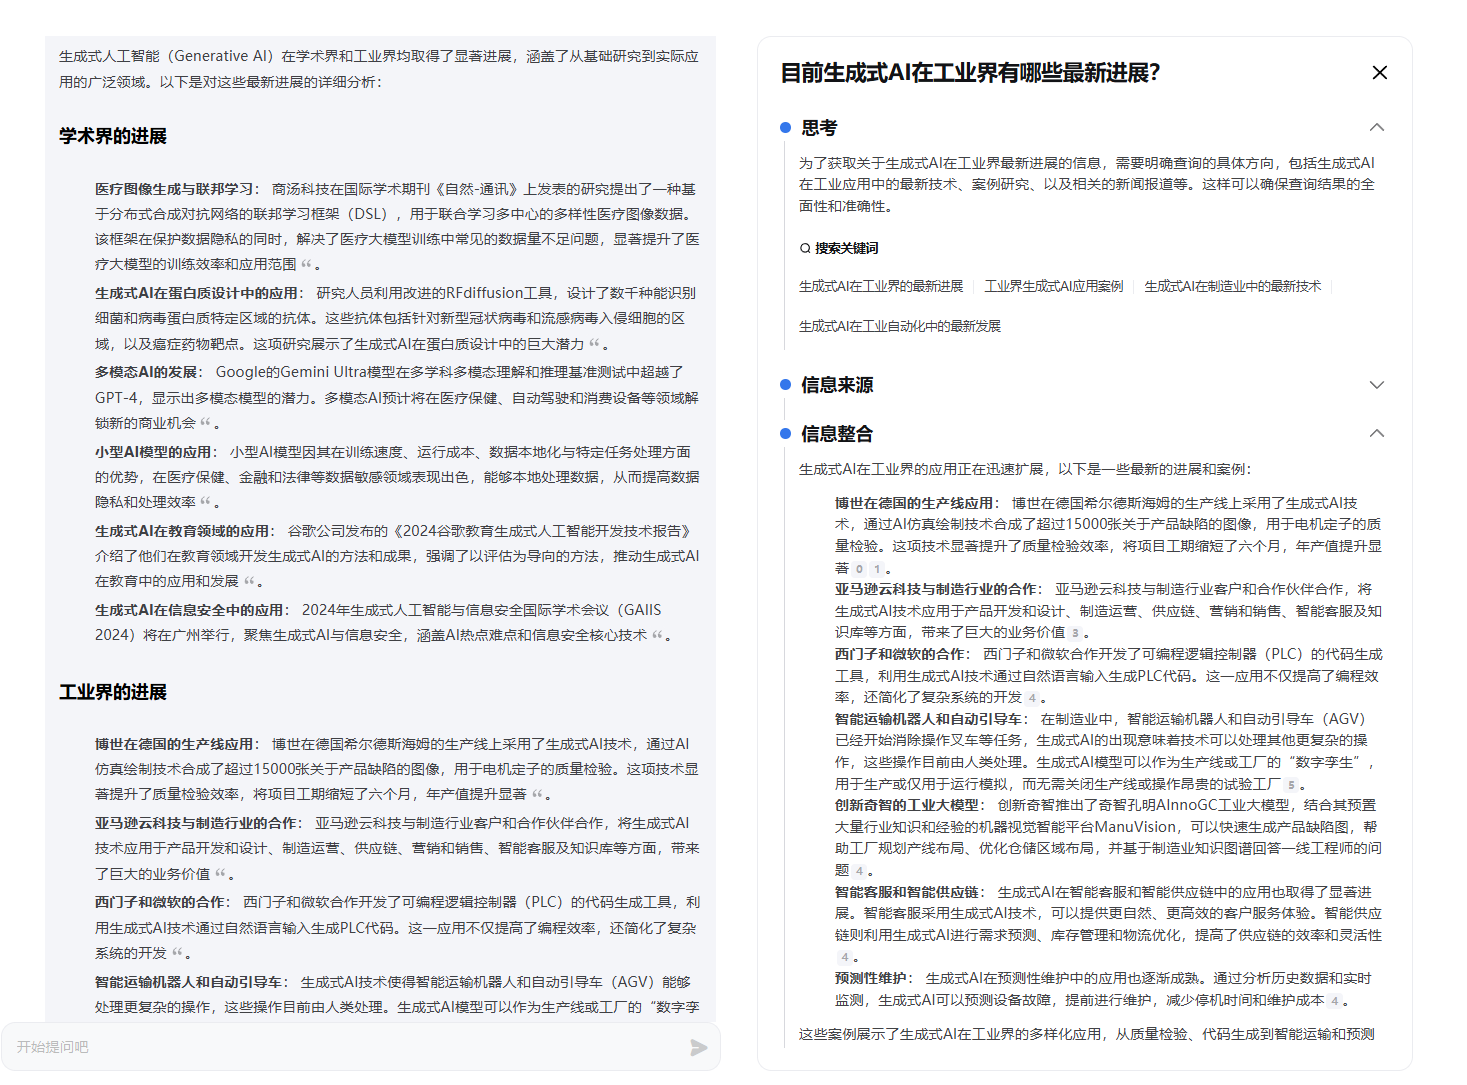 生成式人工智能（Generative AI）在学术界和工业界均取得了显著进展，涵盖了从基础研究到实际应
用的广泛领域。以下是对这些最新进展的详细分析：
学术界的进展
医疗图像生成与联邦学习： 商汤科技在国际学术期刊《自然-通讯》上发表的研究提出了一种基
于分布式合成对抗网络的联邦学习框架（DSL），用于联合学习多中心的多样性医疗图像数据。
该框架在保护数据隐私的同时，解决了医疗大模型训练中常见的数据量不足问题，显著提升了医
疗大模型的训练效率和应用范围 “ 。
生成式AI在蛋白质设计中的应用： 研究人员利用改进的RFdiffusion工具，设计了数千种能识别
细菌和病毒蛋白质特定区域的抗体。这些抗体包括针对新型冠状病毒和流感病毒入侵细胞的区
域，以及癌症药物靶点。这项研究展示了生成式AI在蛋白质设计中的巨大潜力 “ 。
多模态AI的发展： Google的Gemini Ultra模型在多学科多模态理解和推理基准测试中超越了
GPT-4，显示出多模态模型的潜力。多模态AI预计将在医疗保健、自动驾驶和消费设备等领域解
锁新的商业机会 “ 。
小型AI模型的应用： 小型AI模型因其在训练速度、运行成本、数据本地化与特定任务处理方面
的优势，在医疗保健、金融和法律等数据敏感领域表现出色，能够本地处理数据，从而提高数据
隐私和处理效率 “ 。
生成式AI在教育领域的应用： 谷歌公司发布的《2024谷歌教育生成式人工智能开发技术报告》
介绍了他们在教育领域开发生成式AI的方法和成果，强调了以评估为导向的方法，推动生成式AI
在教育中的应用和发展 “ 。
生成式AI在信息安全中的应用： 2024年生成式人工智能与信息安全国际学术会议（GAIIS
2024）将在广州举行，聚焦生成式AI与信息安全，涵盖AI热点难点和信息安全核心技术 “ 。
工业界的进展
博世在德国的生产线应用： 博世在德国希尔德斯海姆的生产线上采用了生成式AI技术，通过AI
仿真绘制技术合成了超过15000张关于产品缺陷的图像，用于电机定子的质量检验。这项技术显
著提升了质量检验效率，将项目工期缩短了六个月，年产值提升显著 “ 。
亚马逊云科技与制造行业的合作： 亚马逊云科技与制造行业客户和合作伙伴合作，将生成式AI
技术应用于产品开发和设计、制造运营、供应链、营销和销售、智能客服及知识库等方面，带来
了巨大的业务价值 “ 。
西门子和微软的合作： 西门子和微软合作开发了可编程逻辑控制器（PLC）的代码生成工具，利
用生成式AI技术通过自然语言输入生成PLC代码。这一应用不仅提高了编程效率，还简化了复杂
系统的开发 “ 。
智能运输机器人和自动引导车： 生成式AI技术使得智能运输机器人和自动引导车（AGV）能够
处理更复杂的操作，这些操作目前由人类处理。生成式AI模型可以作为生产线或工厂的“数字孪
开始提问吧
目前生成式AI在工业界有哪些最新进展？
思考
为了获取关于生成式AI在工业界最新进展的信息，需要明确查询的具体方向，包括生成式AI
在工业应用中的最新技术、案例研究、以及相关的新闻报道等。这样可以确保查询结果的全
面性和准确性。
搜索关键词
生成式AI在工业界的最新进展 工业界生成式AI应用案例 生成式AI在制造业中的最新技术
生成式AI在工业自动化中的最新发展
信息来源
信息整合
生成式AI在工业界的应用正在迅速扩展，以下是一些最新的进展和案例：
博世在德国的生产线应用： 博世在德国希尔德斯海姆的生产线上采用了生成式AI技
术，通过AI仿真绘制技术合成了超过15000张关于产品缺陷的图像，用于电机定子的质
量检验。这项技术显著提升了质量检验效率，将项目工期缩短了六个月，年产值提升显
著 0 1 。
亚马逊云科技与制造行业的合作： 亚马逊云科技与制造行业客户和合作伙伴合作，将
生成式AI技术应用于产品开发和设计、制造运营、供应链、营销和销售、智能客服及知
识库等方面，带来了巨大的业务价值 3 。
西门子和微软的合作： 西门子和微软合作开发了可编程逻辑控制器（PLC）的代码生成
工具，利用生成式AI技术通过自然语言输入生成PLC代码。这一应用不仅提高了编程效
率，还简化了复杂系统的开发 4 。
智能运输机器人和自动引导车： 在制造业中，智能运输机器人和自动引导车（AGV）
已经开始消除操作叉车等任务，生成式AI的出现意味着技术可以处理其他更复杂的操
作，这些操作目前由人类处理。生成式AI模型可以作为生产线或工厂的“数字孪生”，
用于生产或仅用于运行模拟，而无需关闭生产线或操作昂贵的试验工厂 5 。
创新奇智的工业大模型： 创新奇智推出了奇智孔明AInnoGC工业大模型，结合其预置
大量行业知识和经验的机器视觉智能平台ManuVision，可以快速生成产品缺陷图，帮
助工厂规划产线布局、优化仓储区域布局，并基于制造业知识图谱回答一线工程师的问
题 4 。
智能客服和智能供应链： 生成式AI在智能客服和智能供应链中的应用也取得了显著进
展。智能客服采用生成式AI技术，可以提供更自然、更高效的客户服务体验。智能供应
链则利用生成式AI进行需求预测、库存管理和物流优化，提高了供应链的效率和灵活性
4 。
预测性维护： 生成式AI在预测性维护中的应用也逐渐成熟。通过分析历史数据和实时
监测，生成式AI可以预测设备故障，提前进行维护，减少停机时间和维护成本 4 。
这些案例展示了生成式AI在工业界的多样化应用，从质量检验、代码生成到智能运输和预测